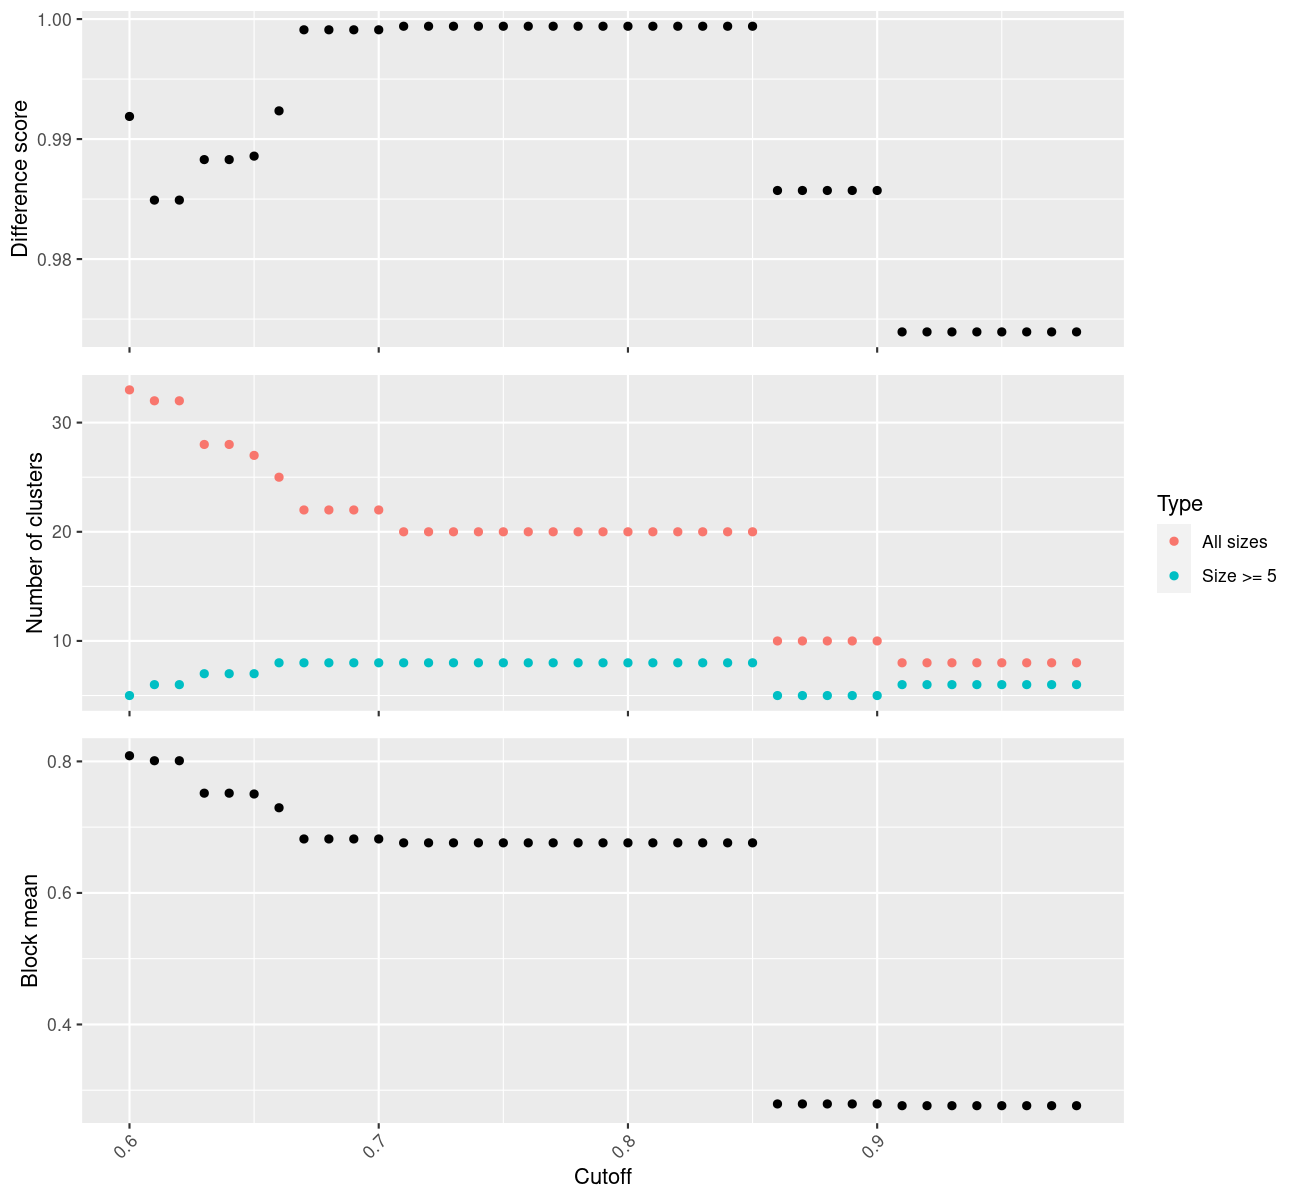 Difference score
1.00
0.99
0.98
Number of clusters
30
20
10
Type
All sizes
Size >= 5
Block mean
0.8
0.6
0.4
0.6
0.7
0.8
0.9
Cutoff